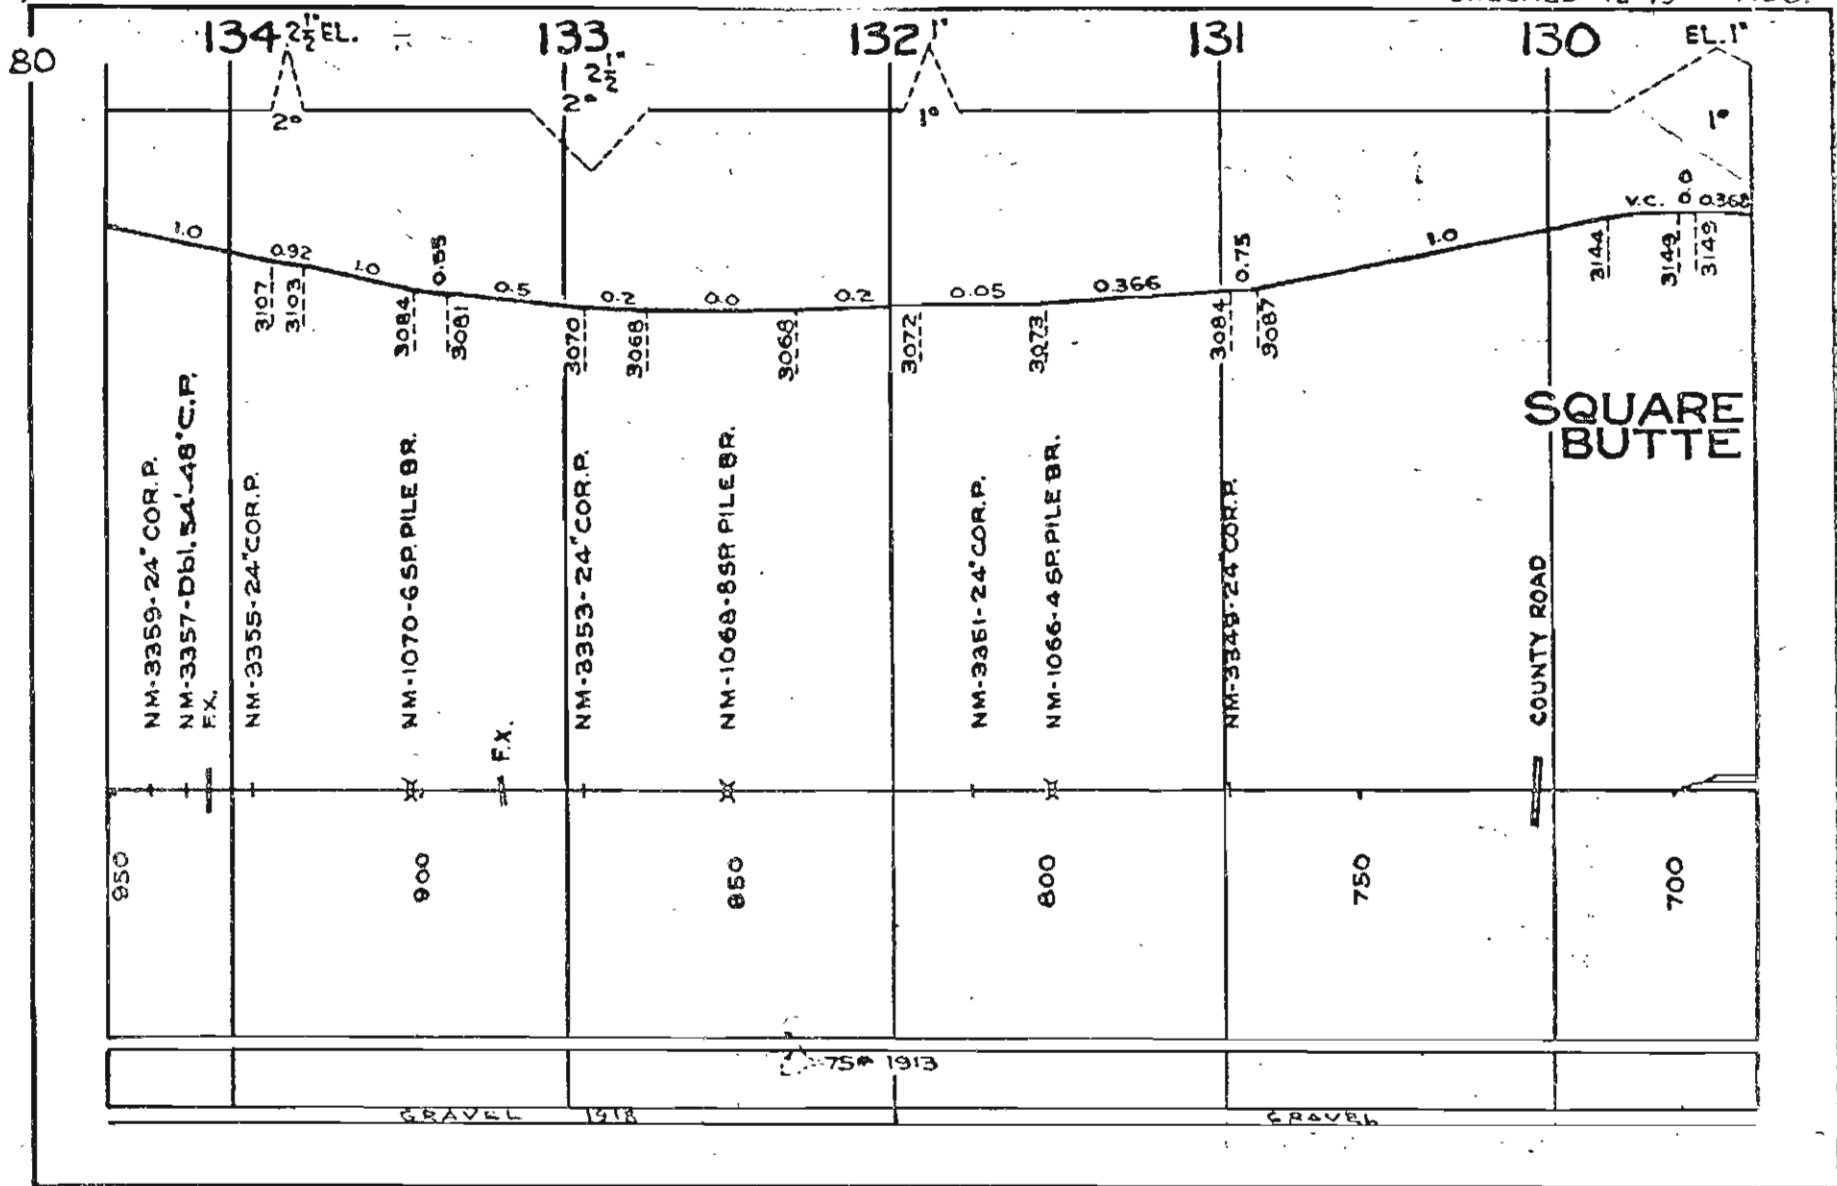 80
134 2½" EL.
133
2½"
2°
132 1"
131
130
EL. 1"
2°
1°
1°
1.0
0.92
1.0
0.55
0.5
0.2
0.0
0.2
0.05
0.366
0.75
1.0
V.C.
0.0
0.368
3107
3103
3084
3081
3070
3068
3068
3072
3073
3084
3087
3144
3149
3149
SQUARE
BUTTE
NM-3359-24" COR.P.
NM-3357-Dbl. 54'-48" C.P.
F.X.
NM-3355-24" COR.P.
NM-1070-6 SP. PILE BR.
F.X.
NM-3353-24" COR.P.
NM-1068-8 SP. PILE BR.
NM-3351-24" COR.P.
NM-1066-4 SP. PILE BR.
NM-3349-24" COR.P.
COUNTY ROAD
950
900
850
800
750
700
75# 1913
GRAVEL 1918
GRAVEL